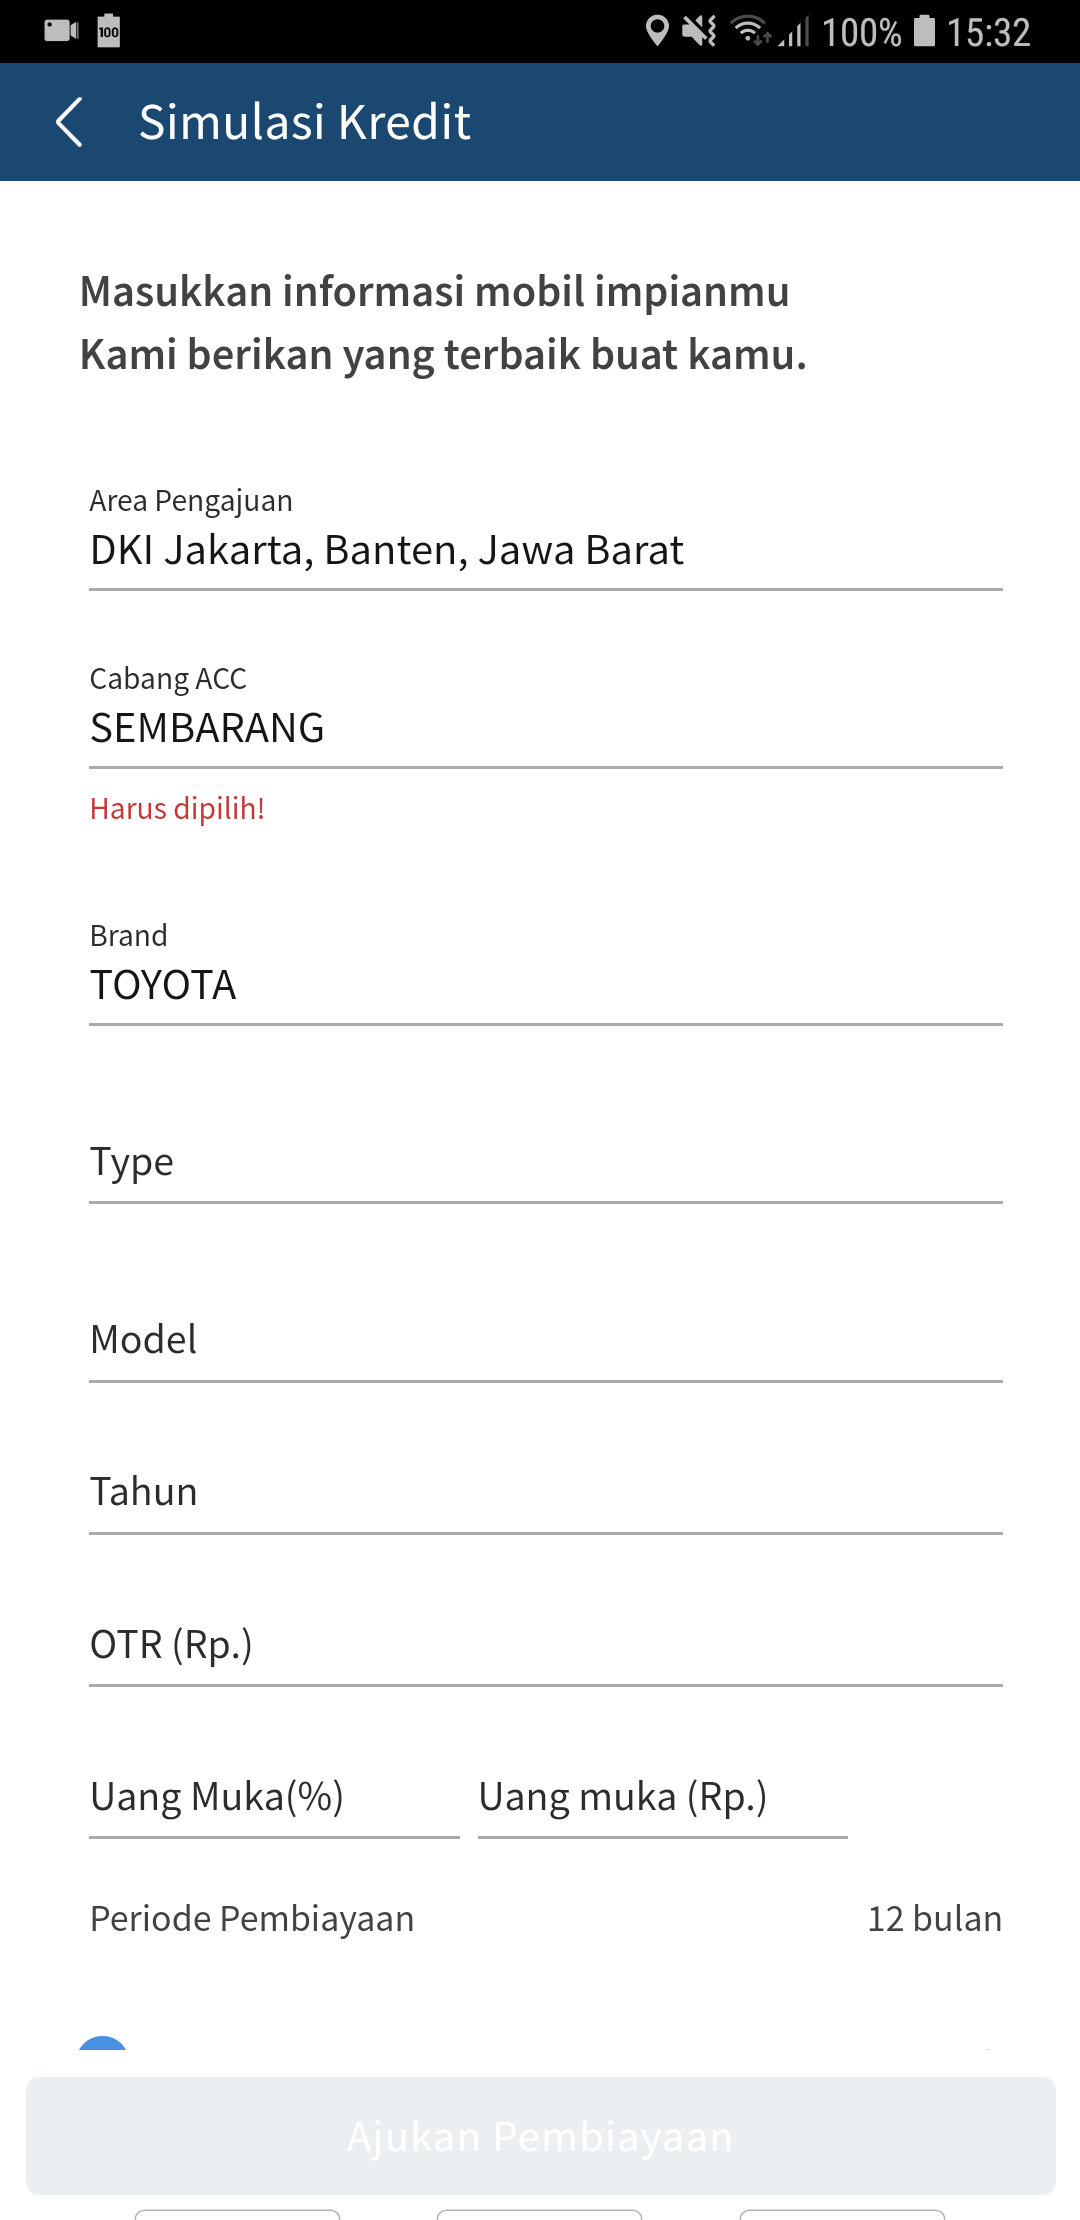 100 100% 15:32
Simulasi Kredit
Masukkan informasi mobil impianmu
Kami berikan yang terbaik buat kamu.
Area Pengajuan
DKI Jakarta, Banten, Jawa Barat
Cabang ACC
SEMBARANG
Harus dipilih!
Brand
TOYOTA
Type
Model
Tahun
OTR (Rp.)
Uang Muka(%) Uang muka (Rp.)
Periode Pembiayaan 12 bulan
Ajukan Pembiayaan